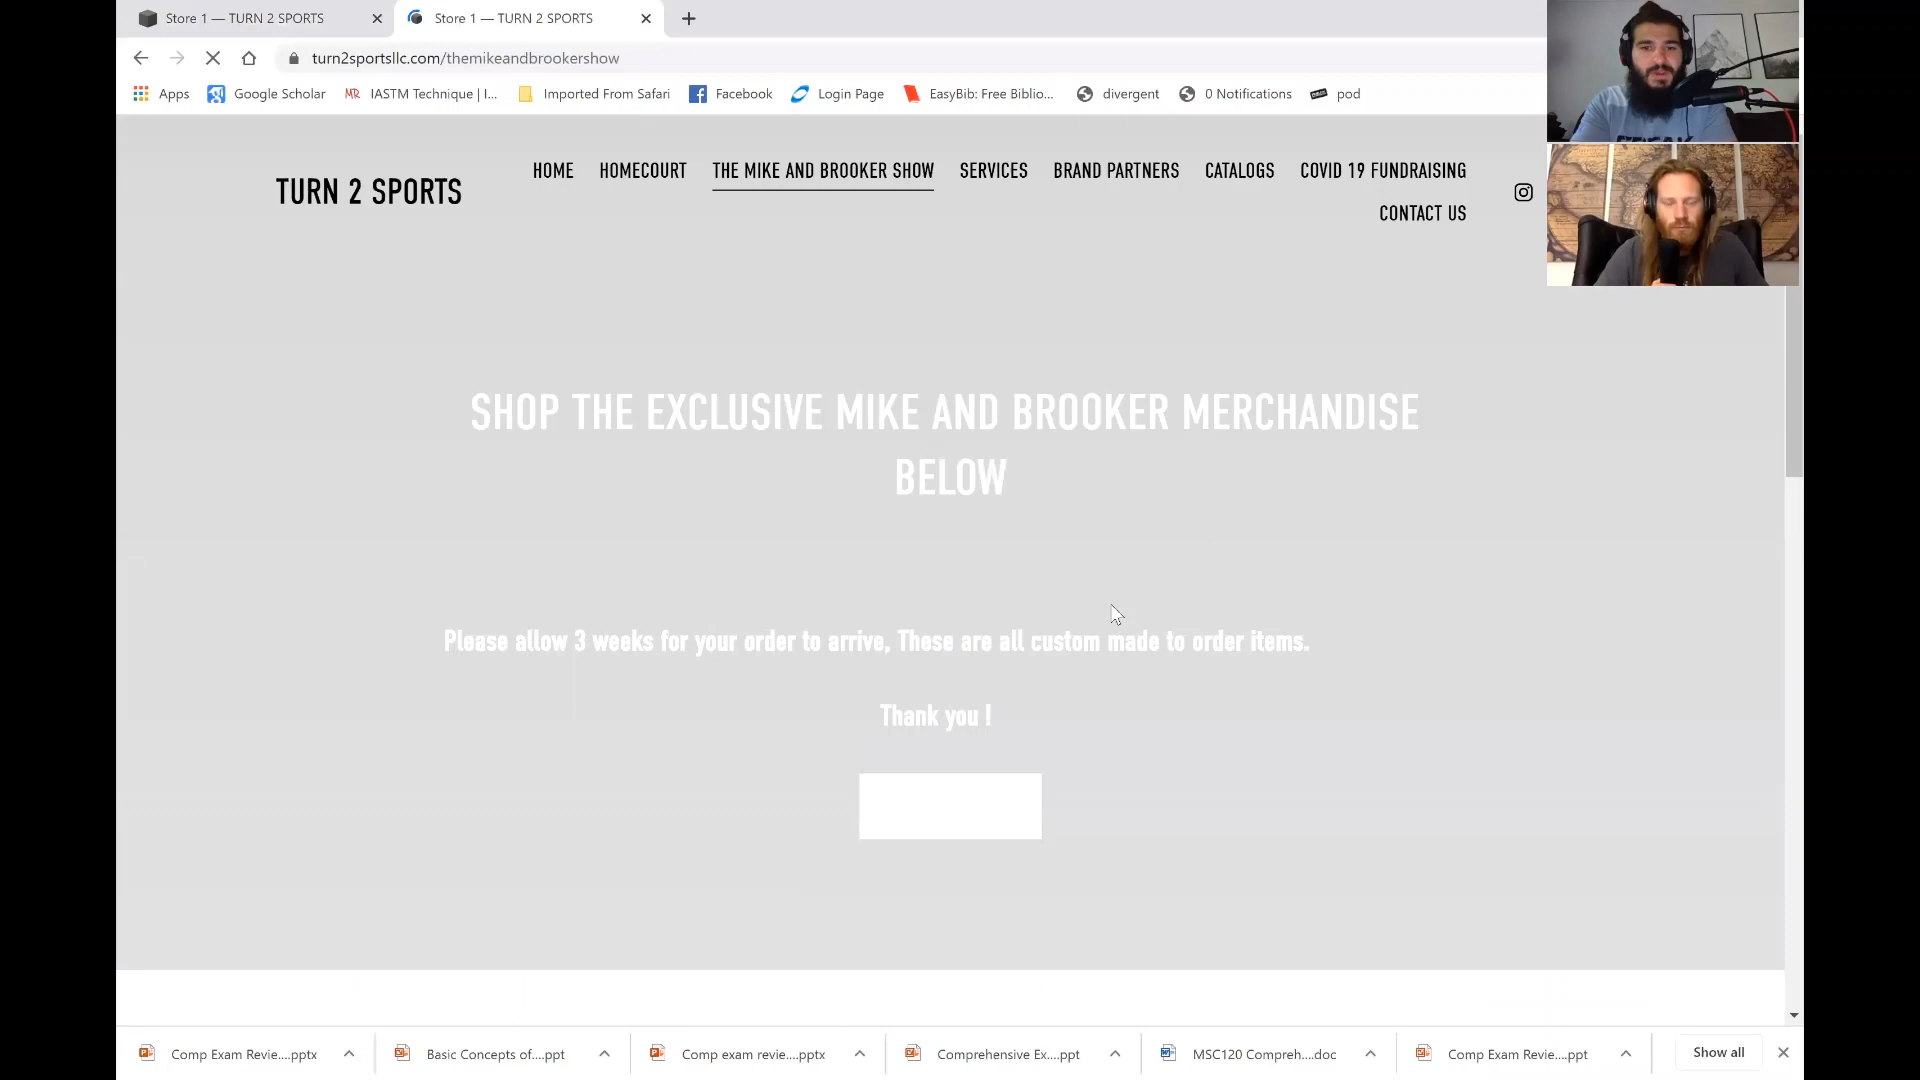 Store 1 — TURN 2 SPORTS
Store 1 — TURN 2 SPORTS
turn2sportsllc.com/themikeandbrookershow
Apps
Google Scholar
MR IASTM Technique | I...
Imported From Safari
Facebook
Login Page
EasyBib: Free Biblio...
divergent
0 Notifications
pod
TURN 2 SPORTS
HOME HOMECOURT THE MIKE AND BROOKER SHOW SERVICES BRAND PARTNERS CATALOGS COVID 19 FUNDRAISING
CONTACT US
SHOP THE EXCLUSIVE MIKE AND BROOKER MERCHANDISE
BELOW
Please allow 3 weeks for your order to arrive, These are all custom made to order items.
Thank you !
Comp Exam Revie....pptx
Basic Concepts of....ppt
Comp exam revie....pptx
Comprehensive Ex....ppt
MSC120 Compreh....doc
Comp Exam Revie....ppt
Show all